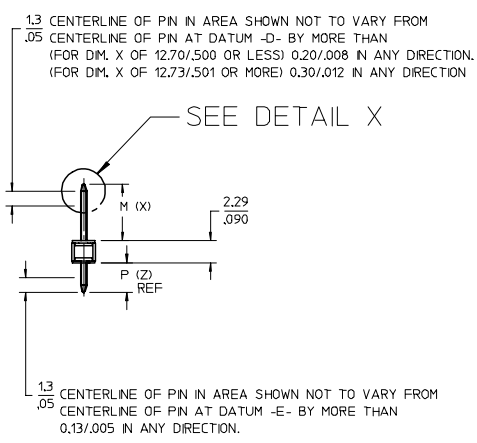 1.3 CENTERLINE OF PIN IN AREA SHOWN NOT TO VARY FROM
.05 CENTERLINE OF PIN AT DATUM -D- BY MORE THAN
(FOR DIM. X OF 12.70/.500 OR LESS) 0.20/.008 IN ANY DIRECTION.
(FOR DIM. X OF 12.73/.501 OR MORE) 0.30/.012 IN ANY DIRECTION
SEE DETAIL X
M (X)
2.29
.090
P (Z)
REF
1.3 CENTERLINE OF PIN IN AREA SHOWN NOT TO VARY FROM
.05 CENTERLINE OF PIN AT DATUM -E- BY MORE THAN
0.13/.005 IN ANY DIRECTION.